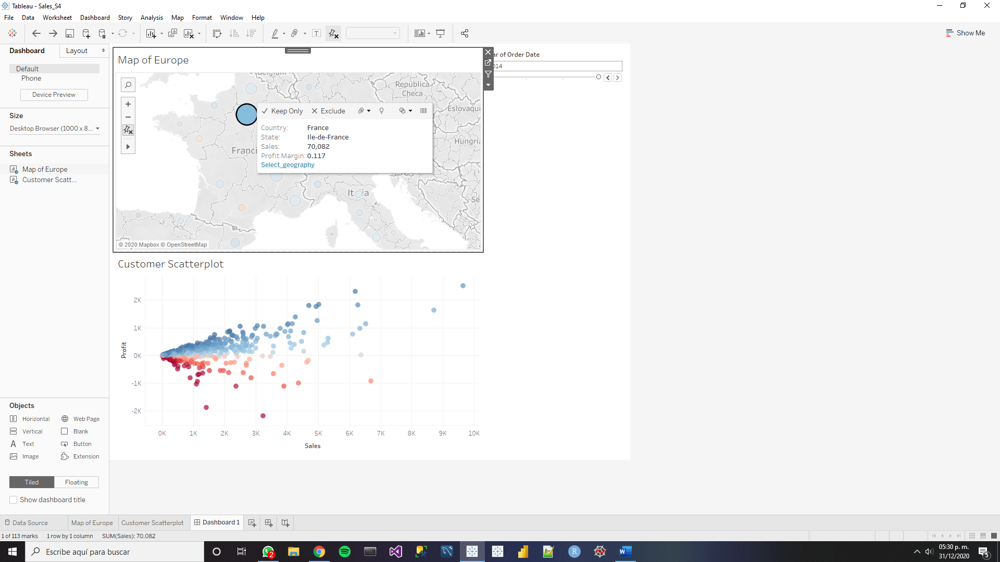 Tableau - Sales_S4
File Data Worksheet Dashboard Story Analysis Map Format Window Help
Show Me
Dashboard Layout
Default
Phone
Device Preview
Size
Desktop Browser (1000 x 8...
Sheets
Map of Europe
Customer Scatt...
Objects
Horizontal Web Page
Vertical Blank
Text Button
Image Extension
Tiled Floating
Show dashboard title
Map of Europe
República
Checa
Eslovaqui
Hungria
Franci
Italia
Se
Keep Only Exclude
Country: France
State: Ile-de-France
Sales: 70,082
Profit Margin: 0.117
Select_geography
© 2020 Mapbox © OpenStreetMap
ar of Order Date
014
Customer Scatterplot
Profit
2K
1K
0K
-1K
-2K
0K 1K 2K 3K 4K 5K 6K 7K 8K 9K 10K
Sales
Data Source Map of Europe Customer Scatterplot Dashboard 1
1 of 113 marks 1 row by 1 column SUM(Sales): 70,082
Escribe aquí para buscar
2
05:30 p. m.
31/12/2020
5